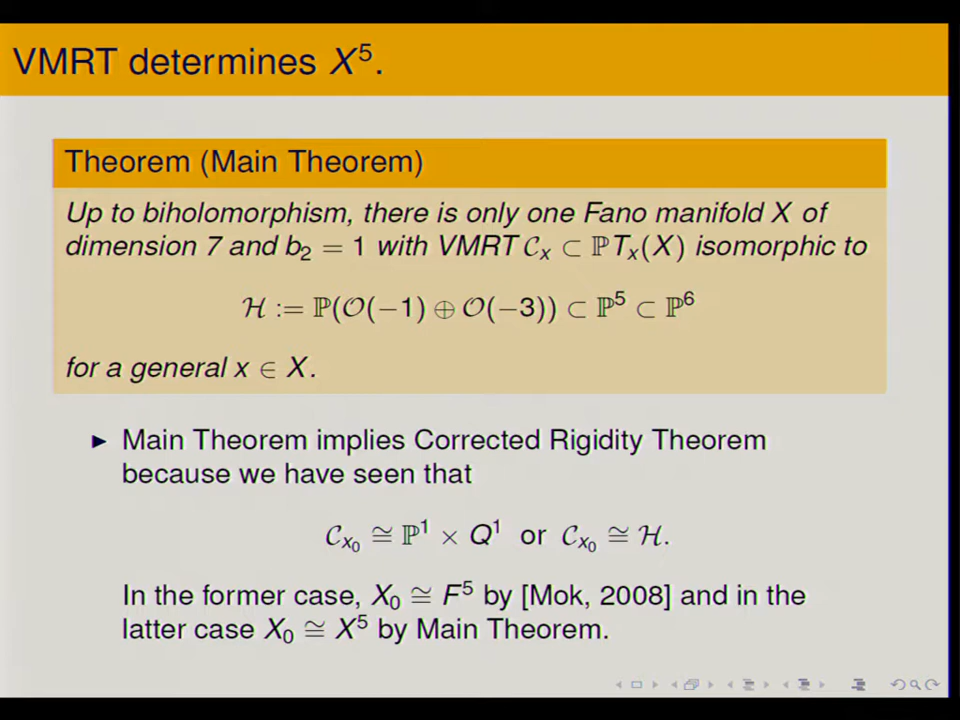 VMRT determines X⁵.
Theorem (Main Theorem)
Up to biholomorphism, there is only one Fano manifold X of
dimension 7 and b₂ = 1 with VMRT 𝒞ₓ ⊂ ℙTₓ(X) isomorphic to
ℋ := ℙ(𝒪(−1) ⊕ 𝒪(−3)) ⊂ ℙ⁵ ⊂ ℙ⁶
for a general x ∈ X.
▶ Main Theorem implies Corrected Rigidity Theorem
because we have seen that
𝒞ₓ₀ ≅ ℙ¹ × Q¹ or 𝒞ₓ₀ ≅ ℋ.
In the former case, X₀ ≅ F⁵ by [Mok, 2008] and in the
latter case X₀ ≅ X⁵ by Main Theorem.